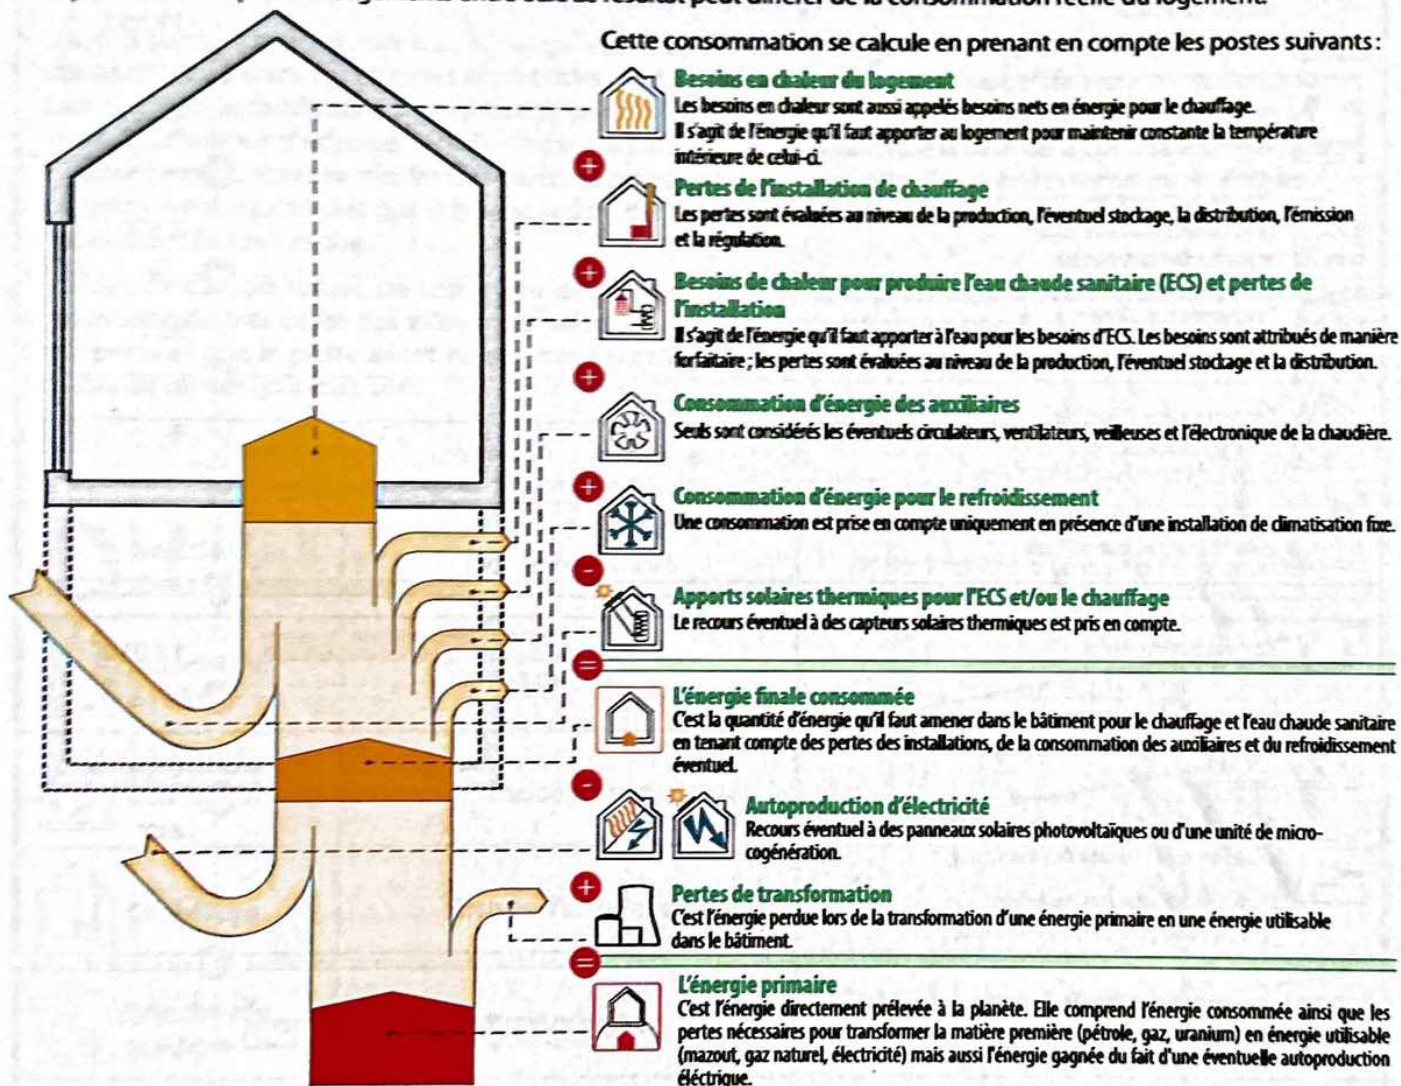 résultat peut différer de la consommation réelle du logement.
Cette consommation se calcule en prenant en compte les postes suivants :
Besoins en chaleur du logement
Les besoins en chaleur sont aussi appelés besoins nets en énergie pour le chauffage.
Il s'agit de l'énergie qu'il faut apporter au logement pour maintenir constante la température
intérieure de celui-ci.
+
Pertes de l'installation de chauffage
Les pertes sont évaluées au niveau de la production, l'éventuel stockage, la distribution, l'émission
et la régulation.
+
Besoins de chaleur pour produire l'eau chaude sanitaire (ECS) et pertes de
l'installation
Il s'agit de l'énergie qu'il faut apporter à l'eau pour les besoins d'ECS. Les besoins sont attribués de manière
forfaitaire ; les pertes sont évaluées au niveau de la production, l'éventuel stockage et la distribution.
+
Consommation d'énergie des auxiliaires
Seuls sont considérés les éventuels circulateurs, ventilateurs, veilleuses et l'électronique de la chaudière.
+
Consommation d'énergie pour le refroidissement
Une consommation est prise en compte uniquement en présence d'une installation de climatisation fixe.
-
Apports solaires thermiques pour l'ECS et/ou le chauffage
Le recours éventuel à des capteurs solaires thermiques est pris en compte.
=
L'énergie finale consommée
C'est la quantité d'énergie qu'il faut amener dans le bâtiment pour le chauffage et l'eau chaude sanitaire
en tenant compte des pertes des installations, de la consommation des auxiliaires et du refroidissement
éventuel.
-
Autoproduction d'électricité
Recours éventuel à des panneaux solaires photovoltaïques ou d'une unité de micro-
cogénération.
+
Pertes de transformation
C'est l'énergie perdue lors de la transformation d'une énergie primaire en une énergie utilisable
dans le bâtiment.
=
L'énergie primaire
C'est l'énergie directement prélevée à la planète. Elle comprend l'énergie consommée ainsi que les
pertes nécessaires pour transformer la matière première (pétrole, gaz, uranium) en énergie utilisable
(mazout, gaz naturel, électricité) mais aussi l'énergie gagnée du fait d'une éventuelle autoproduction
éléctrique.